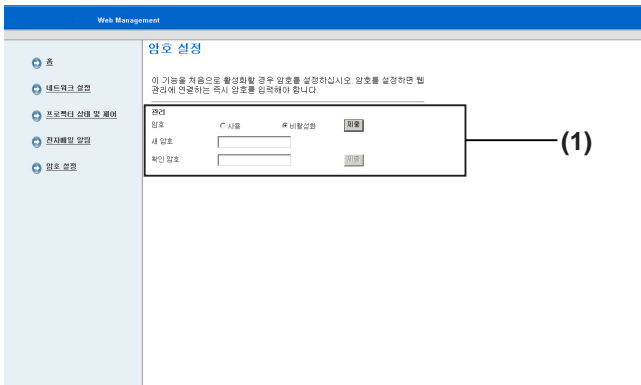 Web Management
홈
네트워크 설정
프로젝터 상태 및 제어
전자메일 알림
암호 설정
암호 설정
이 기능을 처음으로 활성화할 경우 암호를 설정하십시오. 암호를 설정하면 웹
관리에 연결하는 즉시 암호를 입력해야 합니다.
관리
암호 사용 비활성화 제출
새 암호
확인 암호 제출
(1)